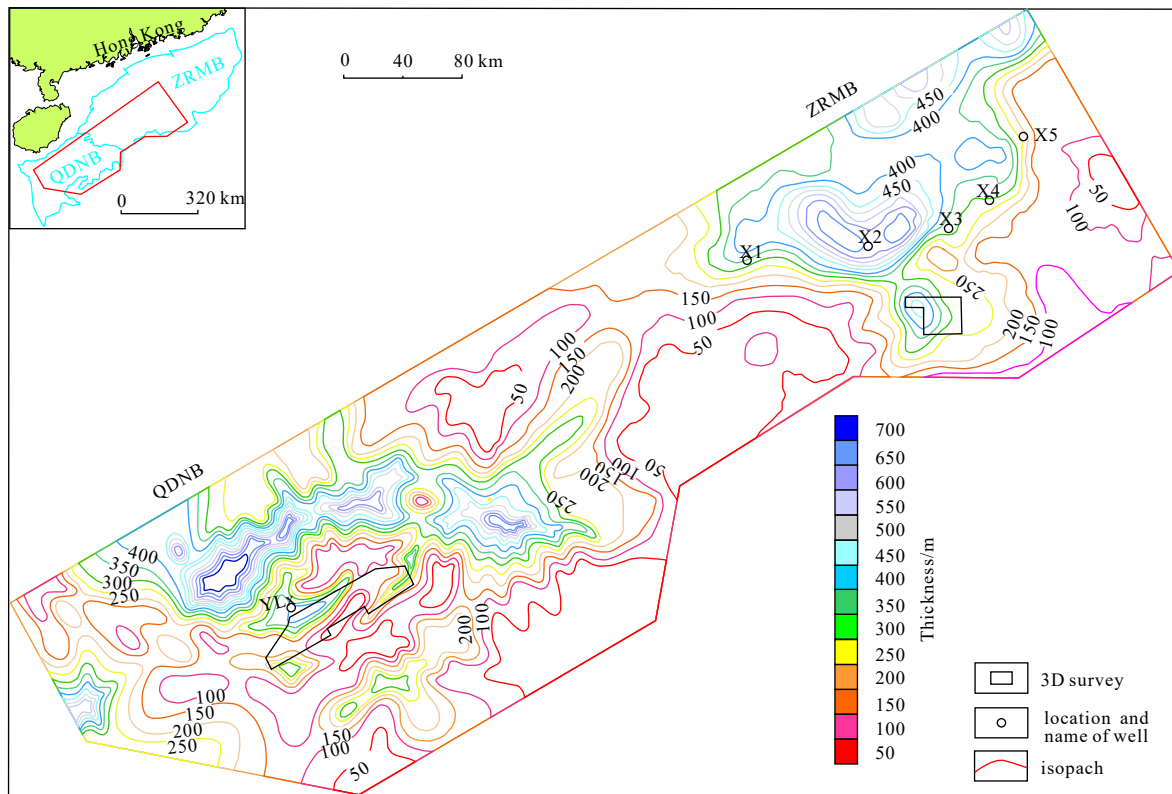 Hong Kong
ZRMB
QDNB
0 320 km
0 40 80 km
ZRMB
450
400
X5
400
450
50
100
X4
X3
X2
X1
250
150
100
50
200
150
100
100
150
200
50
50
100
150
200
250
QDNB
400
350
300
250
YLx
200
100
100
150
200
250
150
100
50
Thickness/m
700
650
600
550
500
450
400
350
300
250
200
150
100
50
3D survey
location and
name of well
isopach